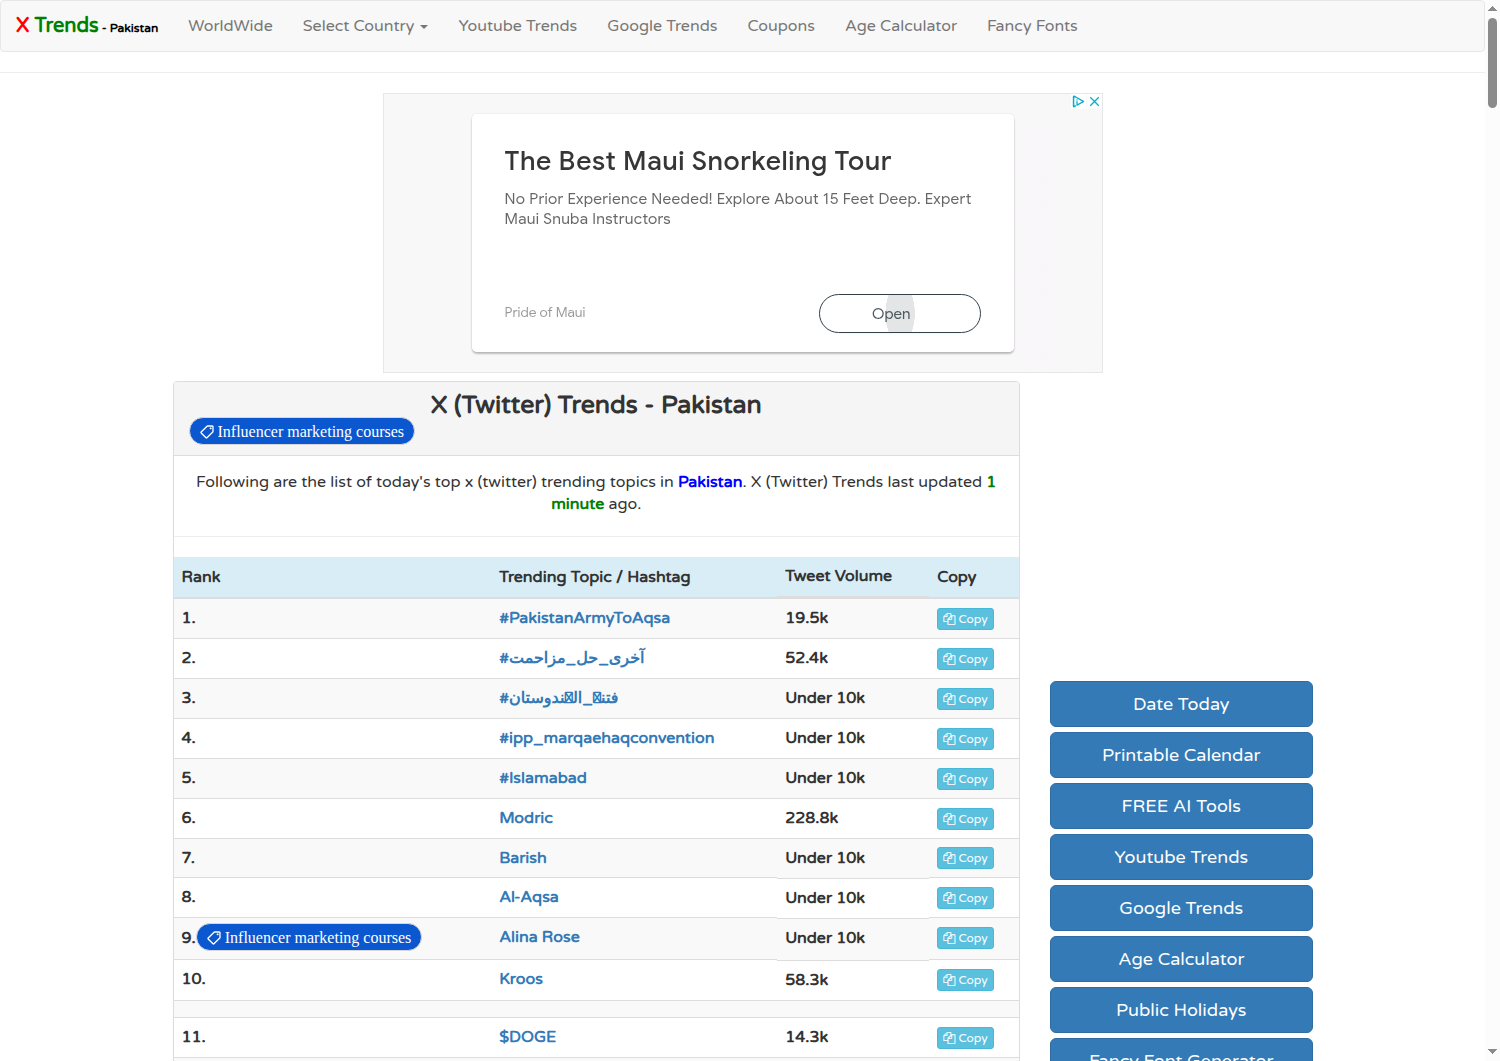 X Trends - Pakistan WorldWide Select Country Youtube Trends Google Trends Coupons Age Calculator Fancy Fonts
The Best Maui Snorkeling Tour
No Prior Experience Needed! Explore About 15 Feet Deep. Expert
Maui Snuba Instructors
Pride of Maui
Open
X (Twitter) Trends - Pakistan
Influencer marketing courses
Following are the list of today's top x (twitter) trending topics in Pakistan. X (Twitter) Trends last updated 1
minute ago.
Rank Trending Topic / Hashtag Tweet Volume Copy
1. #PakistanArmyToAqsa 19.5k Copy
2. #آخری_حل_مزاحمت 52.4k Copy
3. Under 10k Copy
4. #ipp_marqaehaqconvention Under 10k Copy
5. #Islamabad Under 10k Copy
6. Modric 228.8k Copy
7. Barish Under 10k Copy
8. Al-Aqsa Under 10k Copy
9. Influencer marketing courses Alina Rose Under 10k Copy
10. Kroos 58.3k Copy
11. $DOGE 14.3k Copy
Date Today
Printable Calendar
FREE AI Tools
Youtube Trends
Google Trends
Age Calculator
Public Holidays
Fancy Font Generator